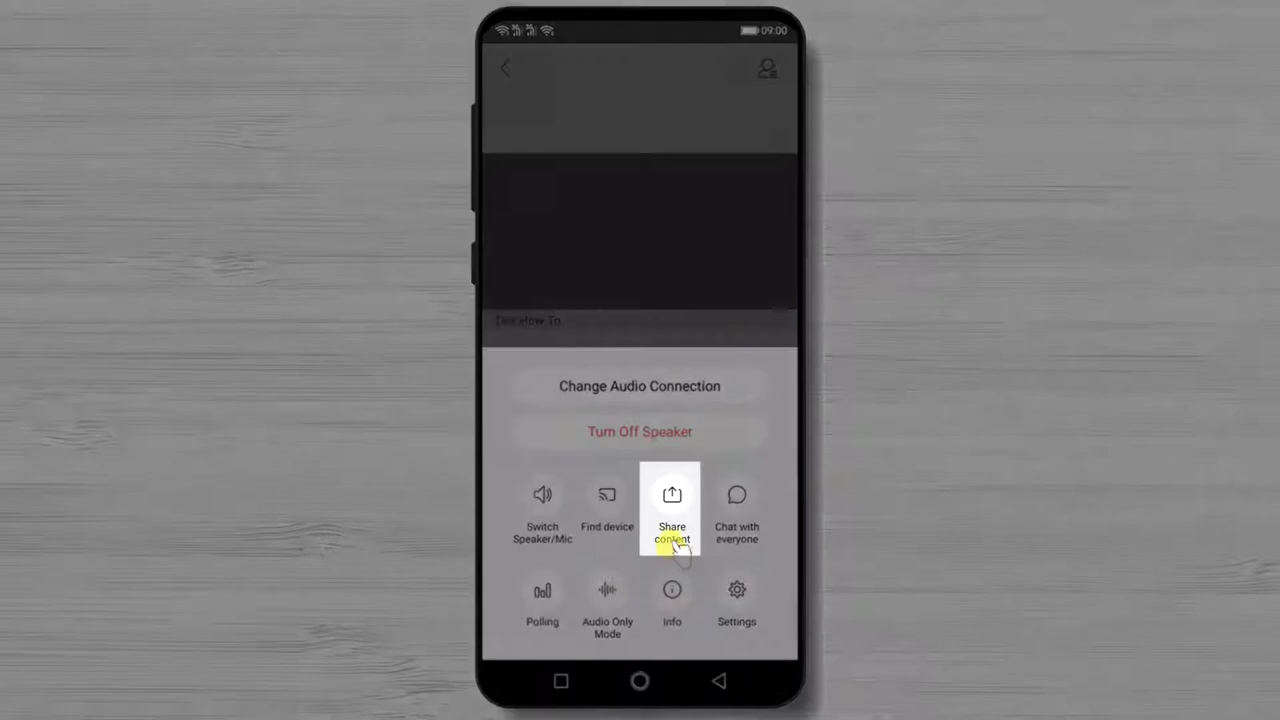 09:00
Tek How To
Change Audio Connection
Turn Off Speaker
Switch
Speaker/Mic
Find device
Share
content
Chat with
everyone
Polling
Audio Only
Mode
Info
Settings